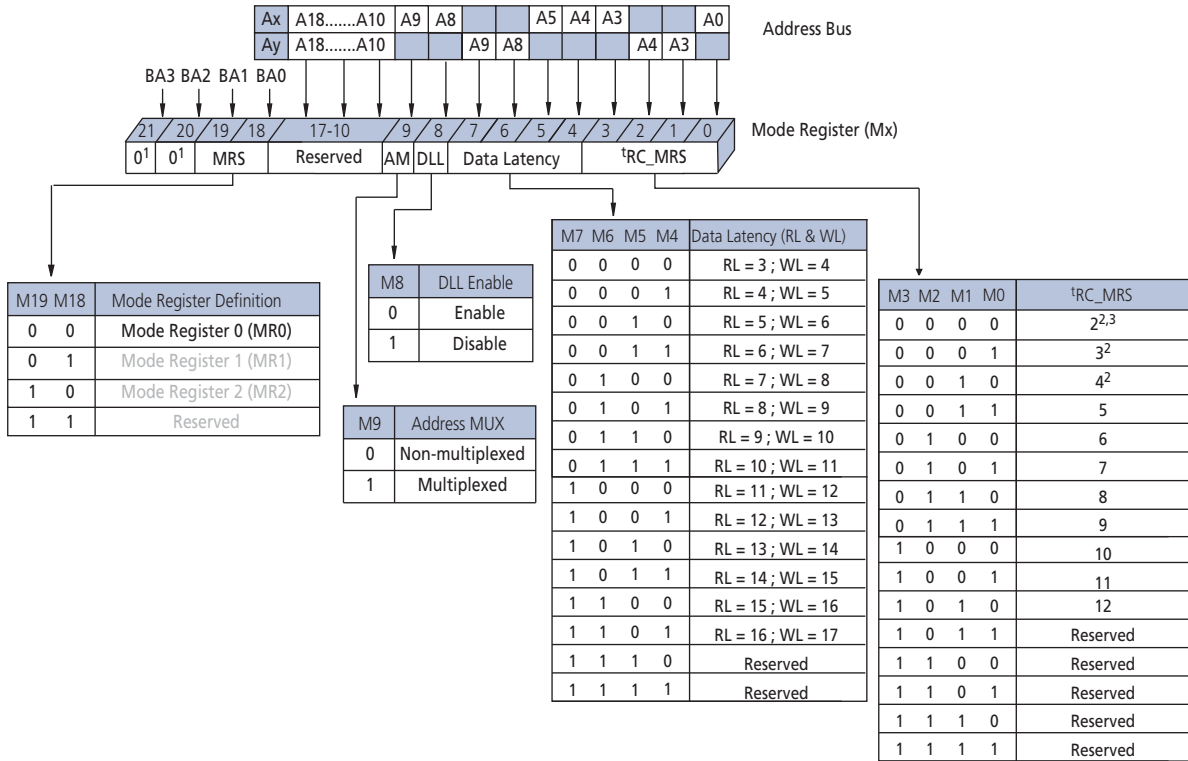 Ax A18.......A10 A9 A8 A5 A4 A3 A0
Address Bus
Ay A18.......A10 A9 A8 A4 A3
BA3 BA2 BA1 BA0
21 20 19 18 17-10 9 8 7 6 5 4 3 2 1 0
Mode Register (Mx)
0¹ 0¹ MRS Reserved AM DLL Data Latency ᵗRC_MRS
M19 M18 Mode Register Definition
0 0 Mode Register 0 (MR0)
0 1 Mode Register 1 (MR1)
1 0 Mode Register 2 (MR2)
1 1 Reserved
M8 DLL Enable
0 Enable
1 Disable
M9 Address MUX
0 Non-multiplexed
1 Multiplexed
M7 M6 M5 M4 Data Latency (RL & WL)
0 0 0 0 RL = 3 ; WL = 4
0 0 0 1 RL = 4 ; WL = 5
0 0 1 0 RL = 5 ; WL = 6
0 0 1 1 RL = 6 ; WL = 7
0 1 0 0 RL = 7 ; WL = 8
0 1 0 1 RL = 8 ; WL = 9
0 1 1 0 RL = 9 ; WL = 10
0 1 1 1 RL = 10 ; WL = 11
1 0 0 0 RL = 11 ; WL = 12
1 0 0 1 RL = 12 ; WL = 13
1 0 1 0 RL = 13 ; WL = 14
1 0 1 1 RL = 14 ; WL = 15
1 1 0 0 RL = 15 ; WL = 16
1 1 0 1 RL = 16 ; WL = 17
1 1 1 0 Reserved
1 1 1 1 Reserved
M3 M2 M1 M0 ᵗRC_MRS
0 0 0 0 2²,³
0 0 0 1 3²
0 0 1 0 4²
0 0 1 1 5
0 1 0 0 6
0 1 0 1 7
0 1 1 0 8
0 1 1 1 9
1 0 0 0 10
1 0 0 1 11
1 0 1 0 12
1 0 1 1 Reserved
1 1 0 0 Reserved
1 1 0 1 Reserved
1 1 1 0 Reserved
1 1 1 1 Reserved